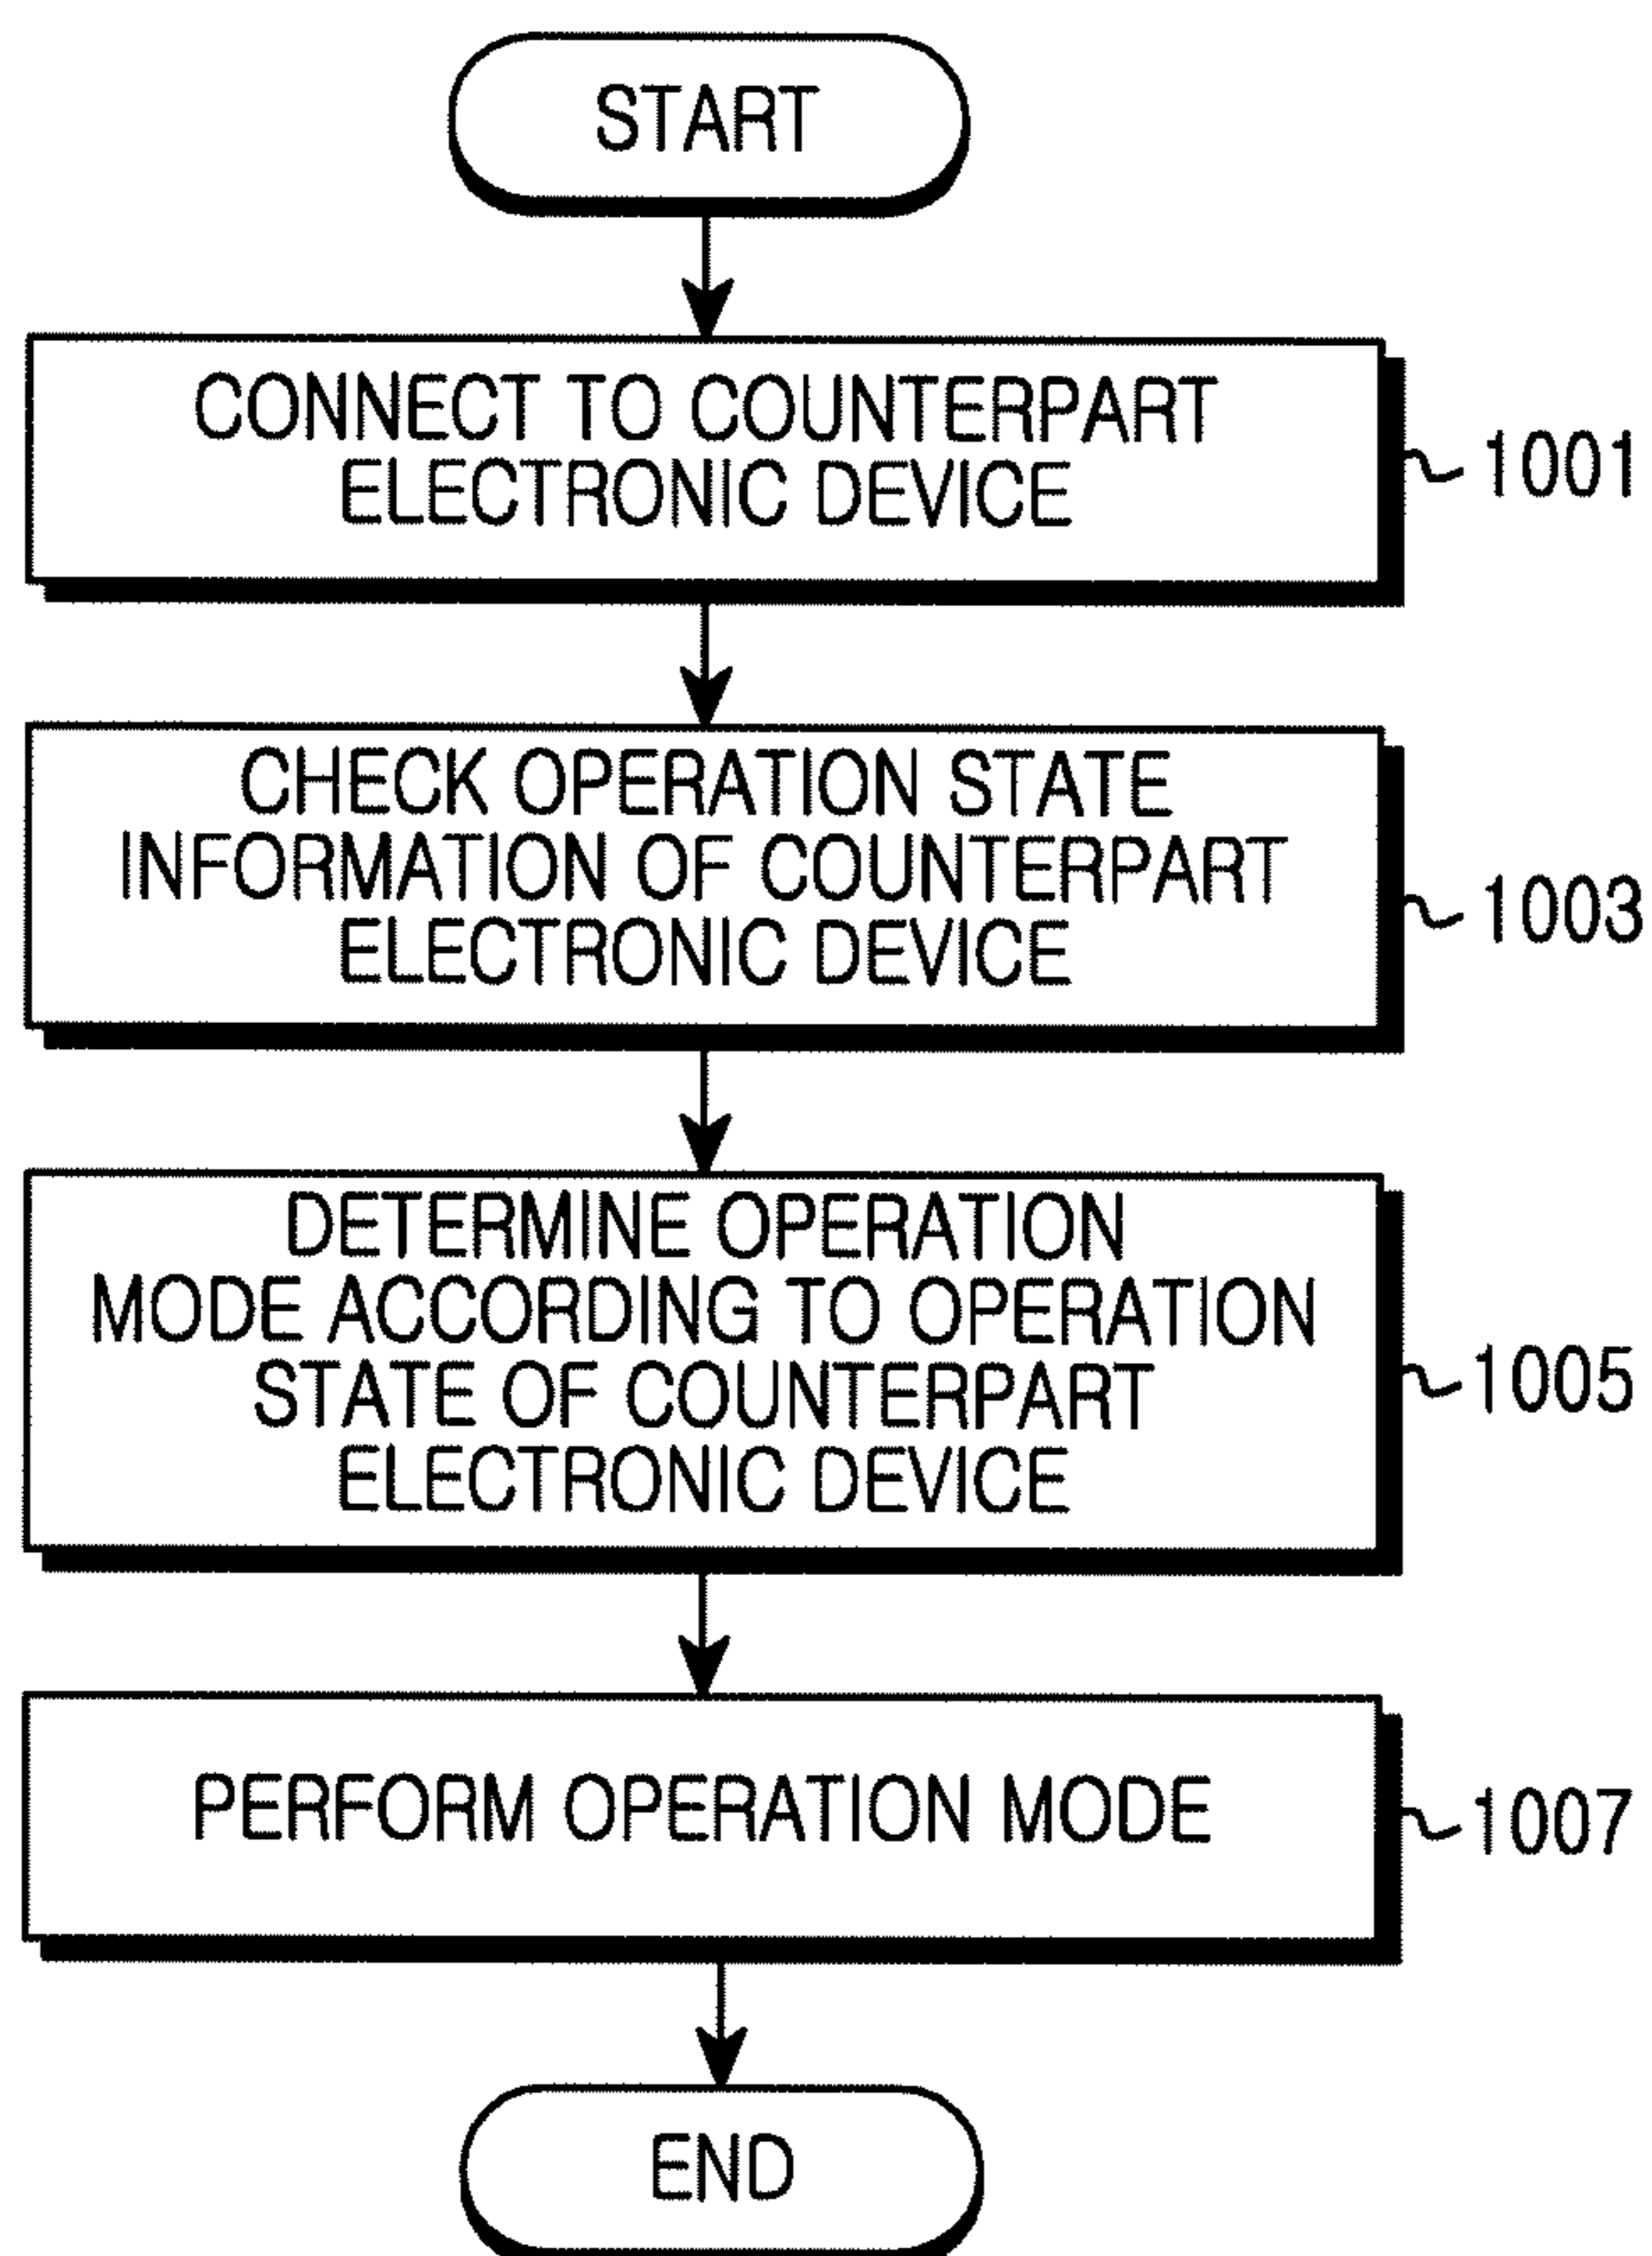 START
CONNECT TO COUNTERPART
ELECTRONIC DEVICE
1001
CHECK OPERATION STATE
INFORMATION OF COUNTERPART
ELECTRONIC DEVICE
1003
DETERMINE OPERATION
MODE ACCORDING TO OPERATION
STATE OF COUNTERPART
ELECTRONIC DEVICE
1005
PERFORM OPERATION MODE
1007
END